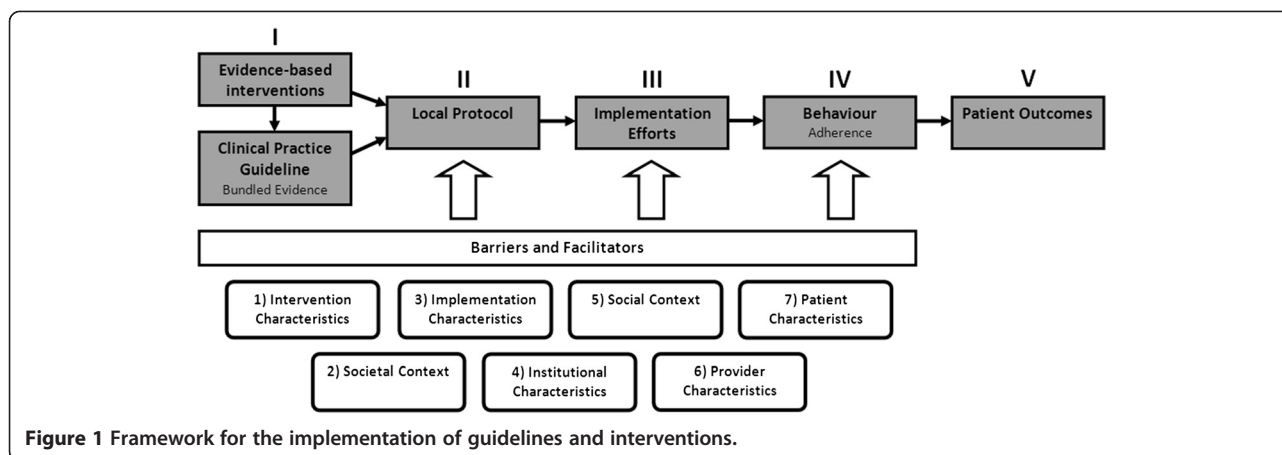 I
Evidence-based
interventions
Clinical Practice
Guideline
Bundled Evidence
II
Local Protocol
III
Implementation
Efforts
IV
Behaviour
Adherence
V
Patient Outcomes
Barriers and Facilitators
1) Intervention
Characteristics
3) Implementation
Characteristics
5) Social Context
7) Patient
Characteristics
2) Societal Context
4) Institutional
Characteristics
6) Provider
Characteristics
Figure 1 Framework for the implementation of guidelines and interventions.